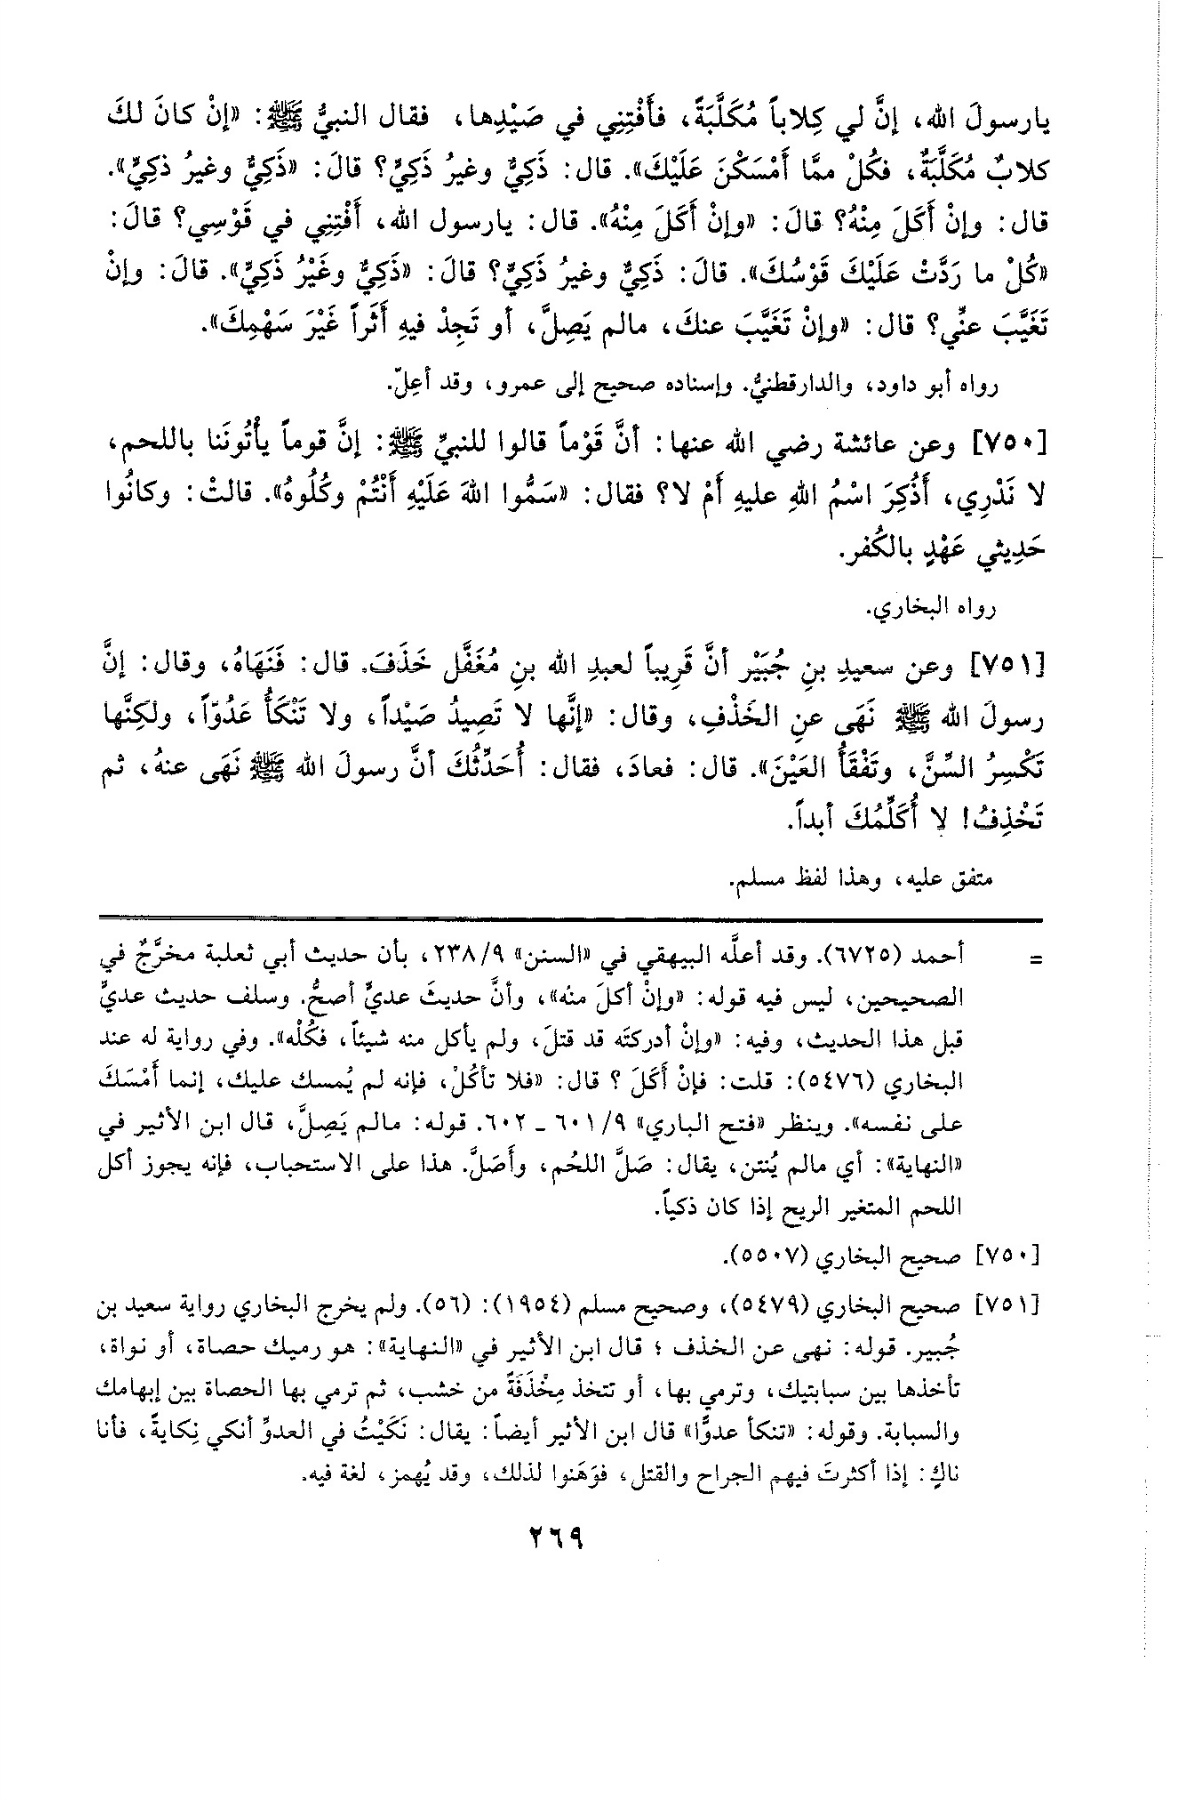 يارسولَ الله، إنَّ لي كِلاباً مُكَلَّبَةً، فأَفْتِنِي في صَيْدِها، فقال النبيُّ ﷺ: «إنْ كانَ لكَ
كلابٌ مُكَلَّبَةٌ، فكُلْ ممَّا أَمْسَكْنَ عَلَيْكَ». قال: ذَكِيٌّ وغيرُ ذَكِيٍّ؟ قالَ: «ذَكِيٌّ وغيرُ ذكِيٍّ».
قال: وإنْ أَكَلَ مِنْهُ؟ قالَ: «وإنْ أَكَلَ مِنْهُ». قال: يارسول الله، أَفْتِنِي في قَوْسِي؟ قالَ:
«كُلْ ما رَدَّتْ عَلَيْكَ قَوْسُكَ». قالَ: ذَكِيٌّ وغيرُ ذَكِيٍّ؟ قالَ: «ذَكِيٌّ وغَيْرُ ذَكِيٍّ». قالَ: وإنْ
تَغَيَّبَ عنِّي؟ قال: «وإنْ تَغَيَّبَ عنكَ، مالم يَصِلَّ، أو تَجِدْ فيهِ أَثَراً غَيْرَ سَهْمِكَ».
رواه أبو داود، والدارقطنيُّ. وإسناده صحيح إلى عمرو، وقد أعِلّ.
[٧٥٠] وعن عائشة رضي الله عنها: أنَّ قَوْماً قالوا للنبيِّ ﷺ: إنَّ قوماً يأْتُونَنا باللحم،
لا نَدْرِي، أَذُكِرَ اسْمُ اللهِ عليهِ أمْ لا؟ فقال: «سَمُّوا اللهَ عَلَيْهِ أَنْتُمْ وكُلُوهُ». قالتْ: وكانُوا
حَدِيثي عَهْدٍ بالكُفر.
رواه البخاري.
[٧٥١] وعن سعيدِ بنِ جُبَيْر أنَّ قَرِيباً لعبدِ الله بنِ مُغَفَّل خَذَفَ. قال: فَنَهَاهُ، وقال: إنَّ
رسولَ الله ﷺ نَهَى عنِ الخَذْفِ، وقال: «إنَّها لا تَصِيدُ صَيْداً، ولا تَنْكَأُ عَدُوّاً، ولكِنَّها
تَكْسِرُ السِّنَّ، وتَفْقَأُ العَيْنَ». قال: فعادَ، فقال: أُحَدِّثُكَ أنَّ رسولَ الله ﷺ نَهَى عنهُ، ثم
تَخْذِفُ! لا أُكَلِّمُكَ أبداً.
متفق عليه، وهذا لفظ مسلم.
= أحمد (٦٧٢٥). وقد أعلَّه البيهقي في «السنن» ٢٣٨/٩، بأن حديث أبي ثعلبة مخرَّجٌ في
الصحيحين، ليس فيه قوله: «وإنْ أكلَ منه»، وأنَّ حديثَ عديٍّ أصحُّ. وسلف حديث عديٍّ
قبل هذا الحديث، وفيه: «وإنْ أدركتَه قد قتلَ، ولم يأكل منه شيئاً، فكُلْه». وفي رواية له عند
البخاري (٥٤٧٦): قلت: فإنْ أَكَلَ ؟ قال: «فلا تأكُلْ، فإنه لم يُمسك عليك، إنما أَمْسَكَ
على نفسه». وينظر «فتح الباري» ٦٠١/٩ ـ ٦٠٢. قوله: مالم يَصِلَّ، قال ابن الأثير في
«النهاية»: أي مالم يُنتن، يقال: صَلَّ اللحُم، وأَصَلَّ. هذا على الاستحباب، فإنه يجوز أكل
اللحم المتغير الريح إذا كان ذكياً.
[٧٥٠] صحيح البخاري (٥٥٠٧).
[٧٥١] صحيح البخاري (٥٤٧٩)، وصحيح مسلم (١٩٥٤): (٥٦). ولم يخرج البخاري رواية سعيد بن
جُبير. قوله: نهى عن الخذف ؛ قال ابن الأثير في «النهاية»: هو رميك حصاة، أو نواة،
تأخذها بين سبابتيك، وترمي بها، أو تتخذ مِخْذَفَةً من خشب، ثم ترمي بها الحصاة بين إبهامك
والسبابة. وقوله: «تنكأ عدوًّا» قال ابن الأثير أيضاً: يقال: نَكَيْتُ في العدوِّ أنكي نِكايةً، فأنا
ناكٍ: إذا أكثرتَ فيهم الجراح والقتل، فوَهَنوا لذلك، وقد يُهمز، لغة فيه.
٢٦٩